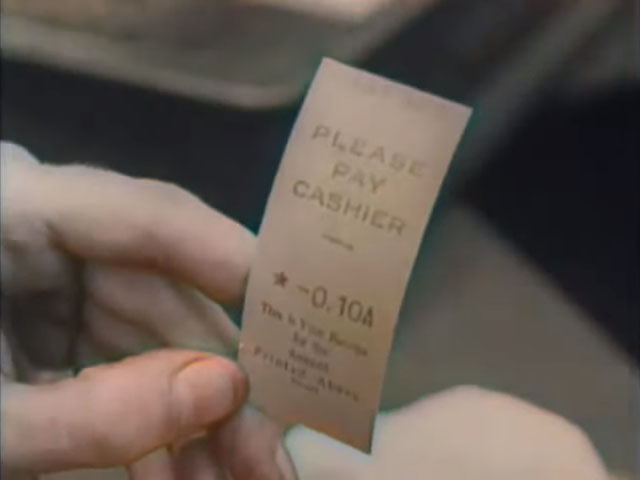 PLEASE
PAY
CASHIER
* -0.10A
This is Your Receipt
for the
Amount
Printed Above